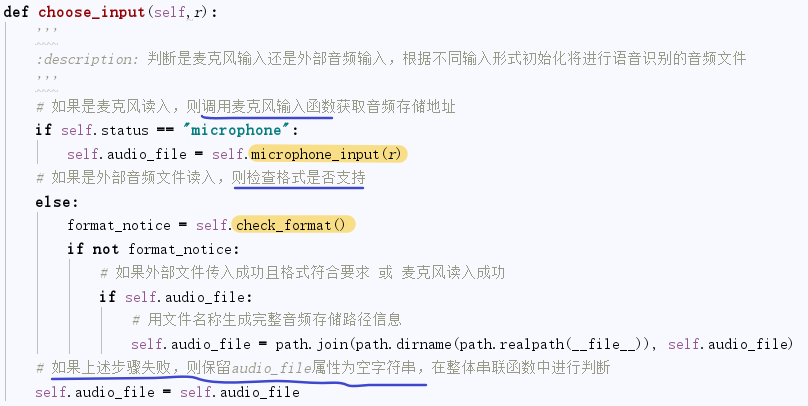 def choose_input(self, r):
'''
:description: 判断是麦克风输入还是外部音频输入，根据不同输入形式初始化将进行语音识别的音频文件
'''
# 如果是麦克风读入，则调用麦克风输入函数获取音频存储地址
if self.status == "microphone":
self.audio_file = self.microphone_input(r)
# 如果是外部音频文件读入，则检查格式是否支持
else:
format_notice = self.check_format()
if not format_notice:
# 如果外部文件传入成功且格式符合要求 或 麦克风读入成功
if self.audio_file:
# 用文件名称生成完整音频存储路径信息
self.audio_file = path.join(path.dirname(path.realpath(__file__)), self.audio_file)
# 如果上述步骤失败，则保留audio_file属性为空字符串，在整体串联函数中进行判断
self.audio_file = self.audio_file